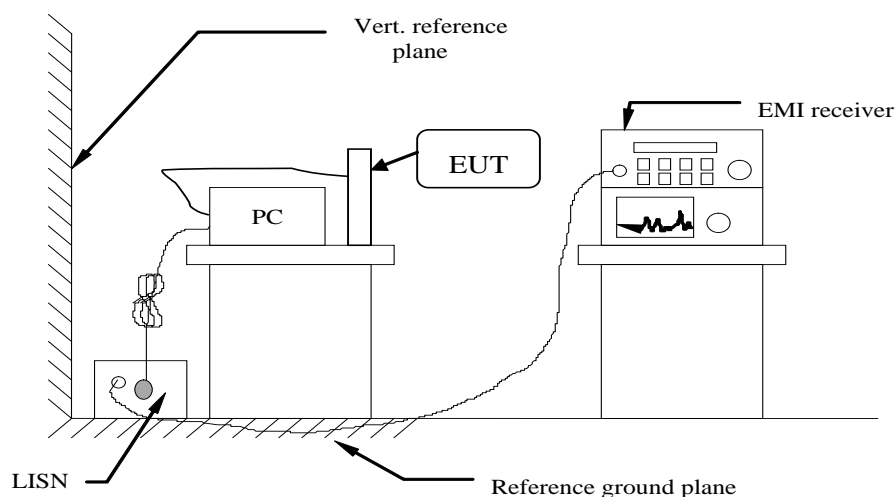 Vert. reference
plane
EMI receiver
EUT
PC
LISN
Reference ground plane